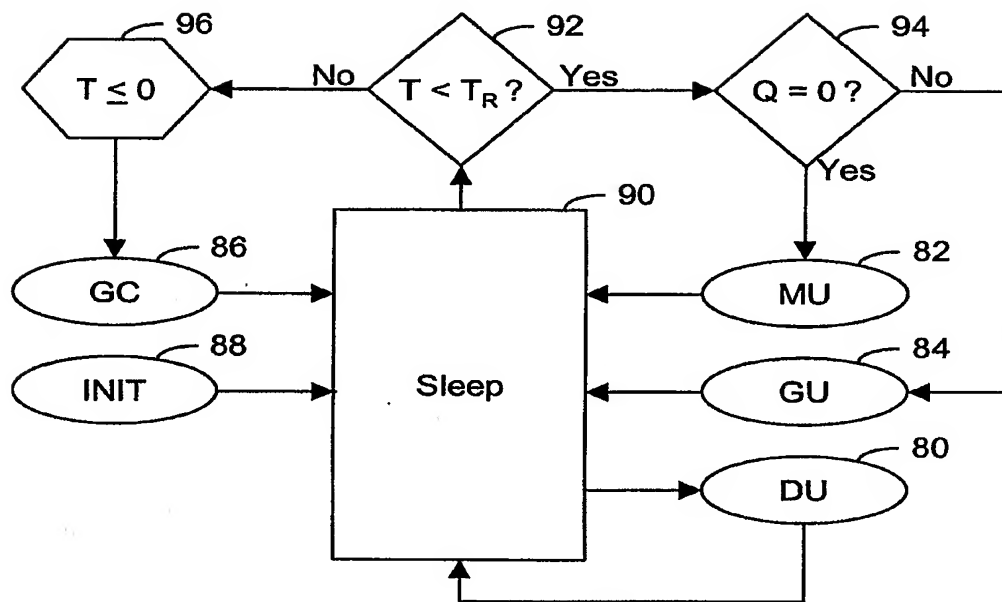 96
92
94
T ≤ 0
No
T < T_R ?
Yes
Q = 0 ?
No
Yes
90
86
82
GC
MU
88
84
INIT
Sleep
GU
80
DU